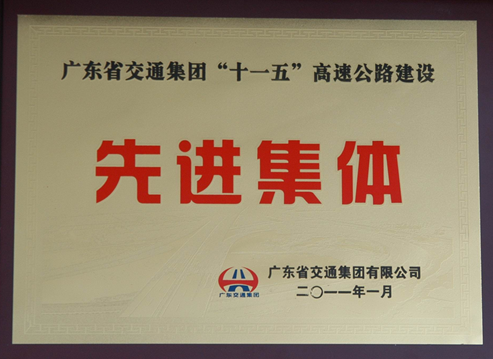 广东省交通集团“十一五”高速公路建设
先进集体
广东交通集团
广东省交通集团有限公司
二〇一一年一月